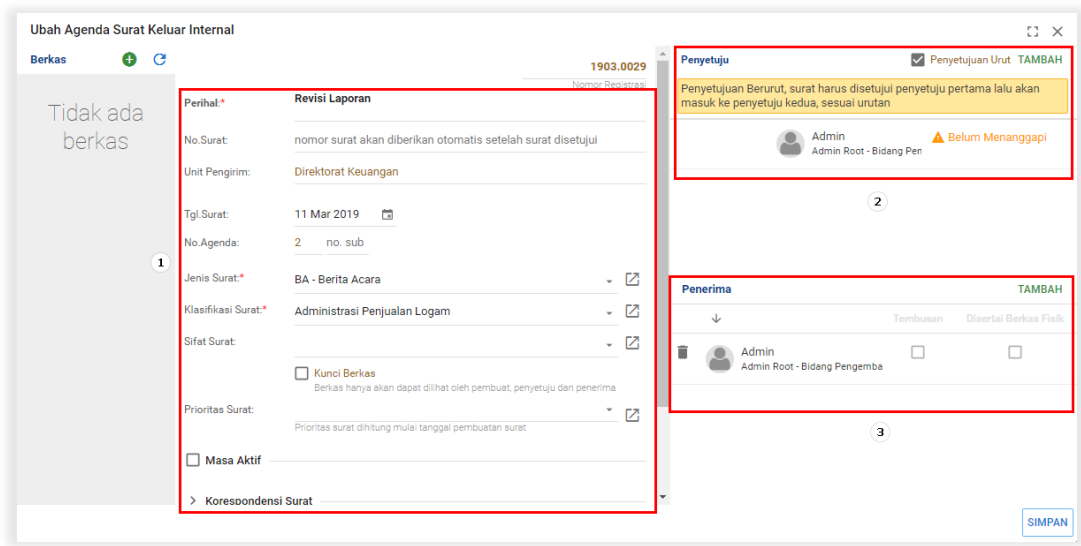 Ubah Agenda Surat Keluar Internal
Berkas
Tidak ada
berkas
1903.0029
Nomor Registrasi
Perihal:*
Revisi Laporan
No.Surat:
nomor surat akan diberikan otomatis setelah surat disetujui
Unit Pengirim:
Direktorat Keuangan
Tgl.Surat:
11 Mar 2019
No.Agenda:
2 no. sub
1
Jenis Surat:*
BA - Berita Acara
Klasifikasi Surat:*
Administrasi Penjualan Logam
Sifat Surat:
Kunci Berkas
Berkas hanya akan dapat dilihat oleh pembuat, penyetuju dan penerima
Prioritas Surat:
Prioritas surat dihitung mulai tanggal pembuatan surat
Masa Aktif
Korespondensi Surat
Penyetuju
Penyetujuan Urut TAMBAH
Penyetujuan Berurut, surat harus disetujui penyetuju pertama lalu akan
masuk ke penyetuju kedua, sesuai urutan
Admin
Admin Root - Bidang Pen
Belum Menanggapi
2
Penerima
TAMBAH
Tembusan Disertai Berkas Fisik
Admin
Admin Root - Bidang Pengemba
3
SIMPAN